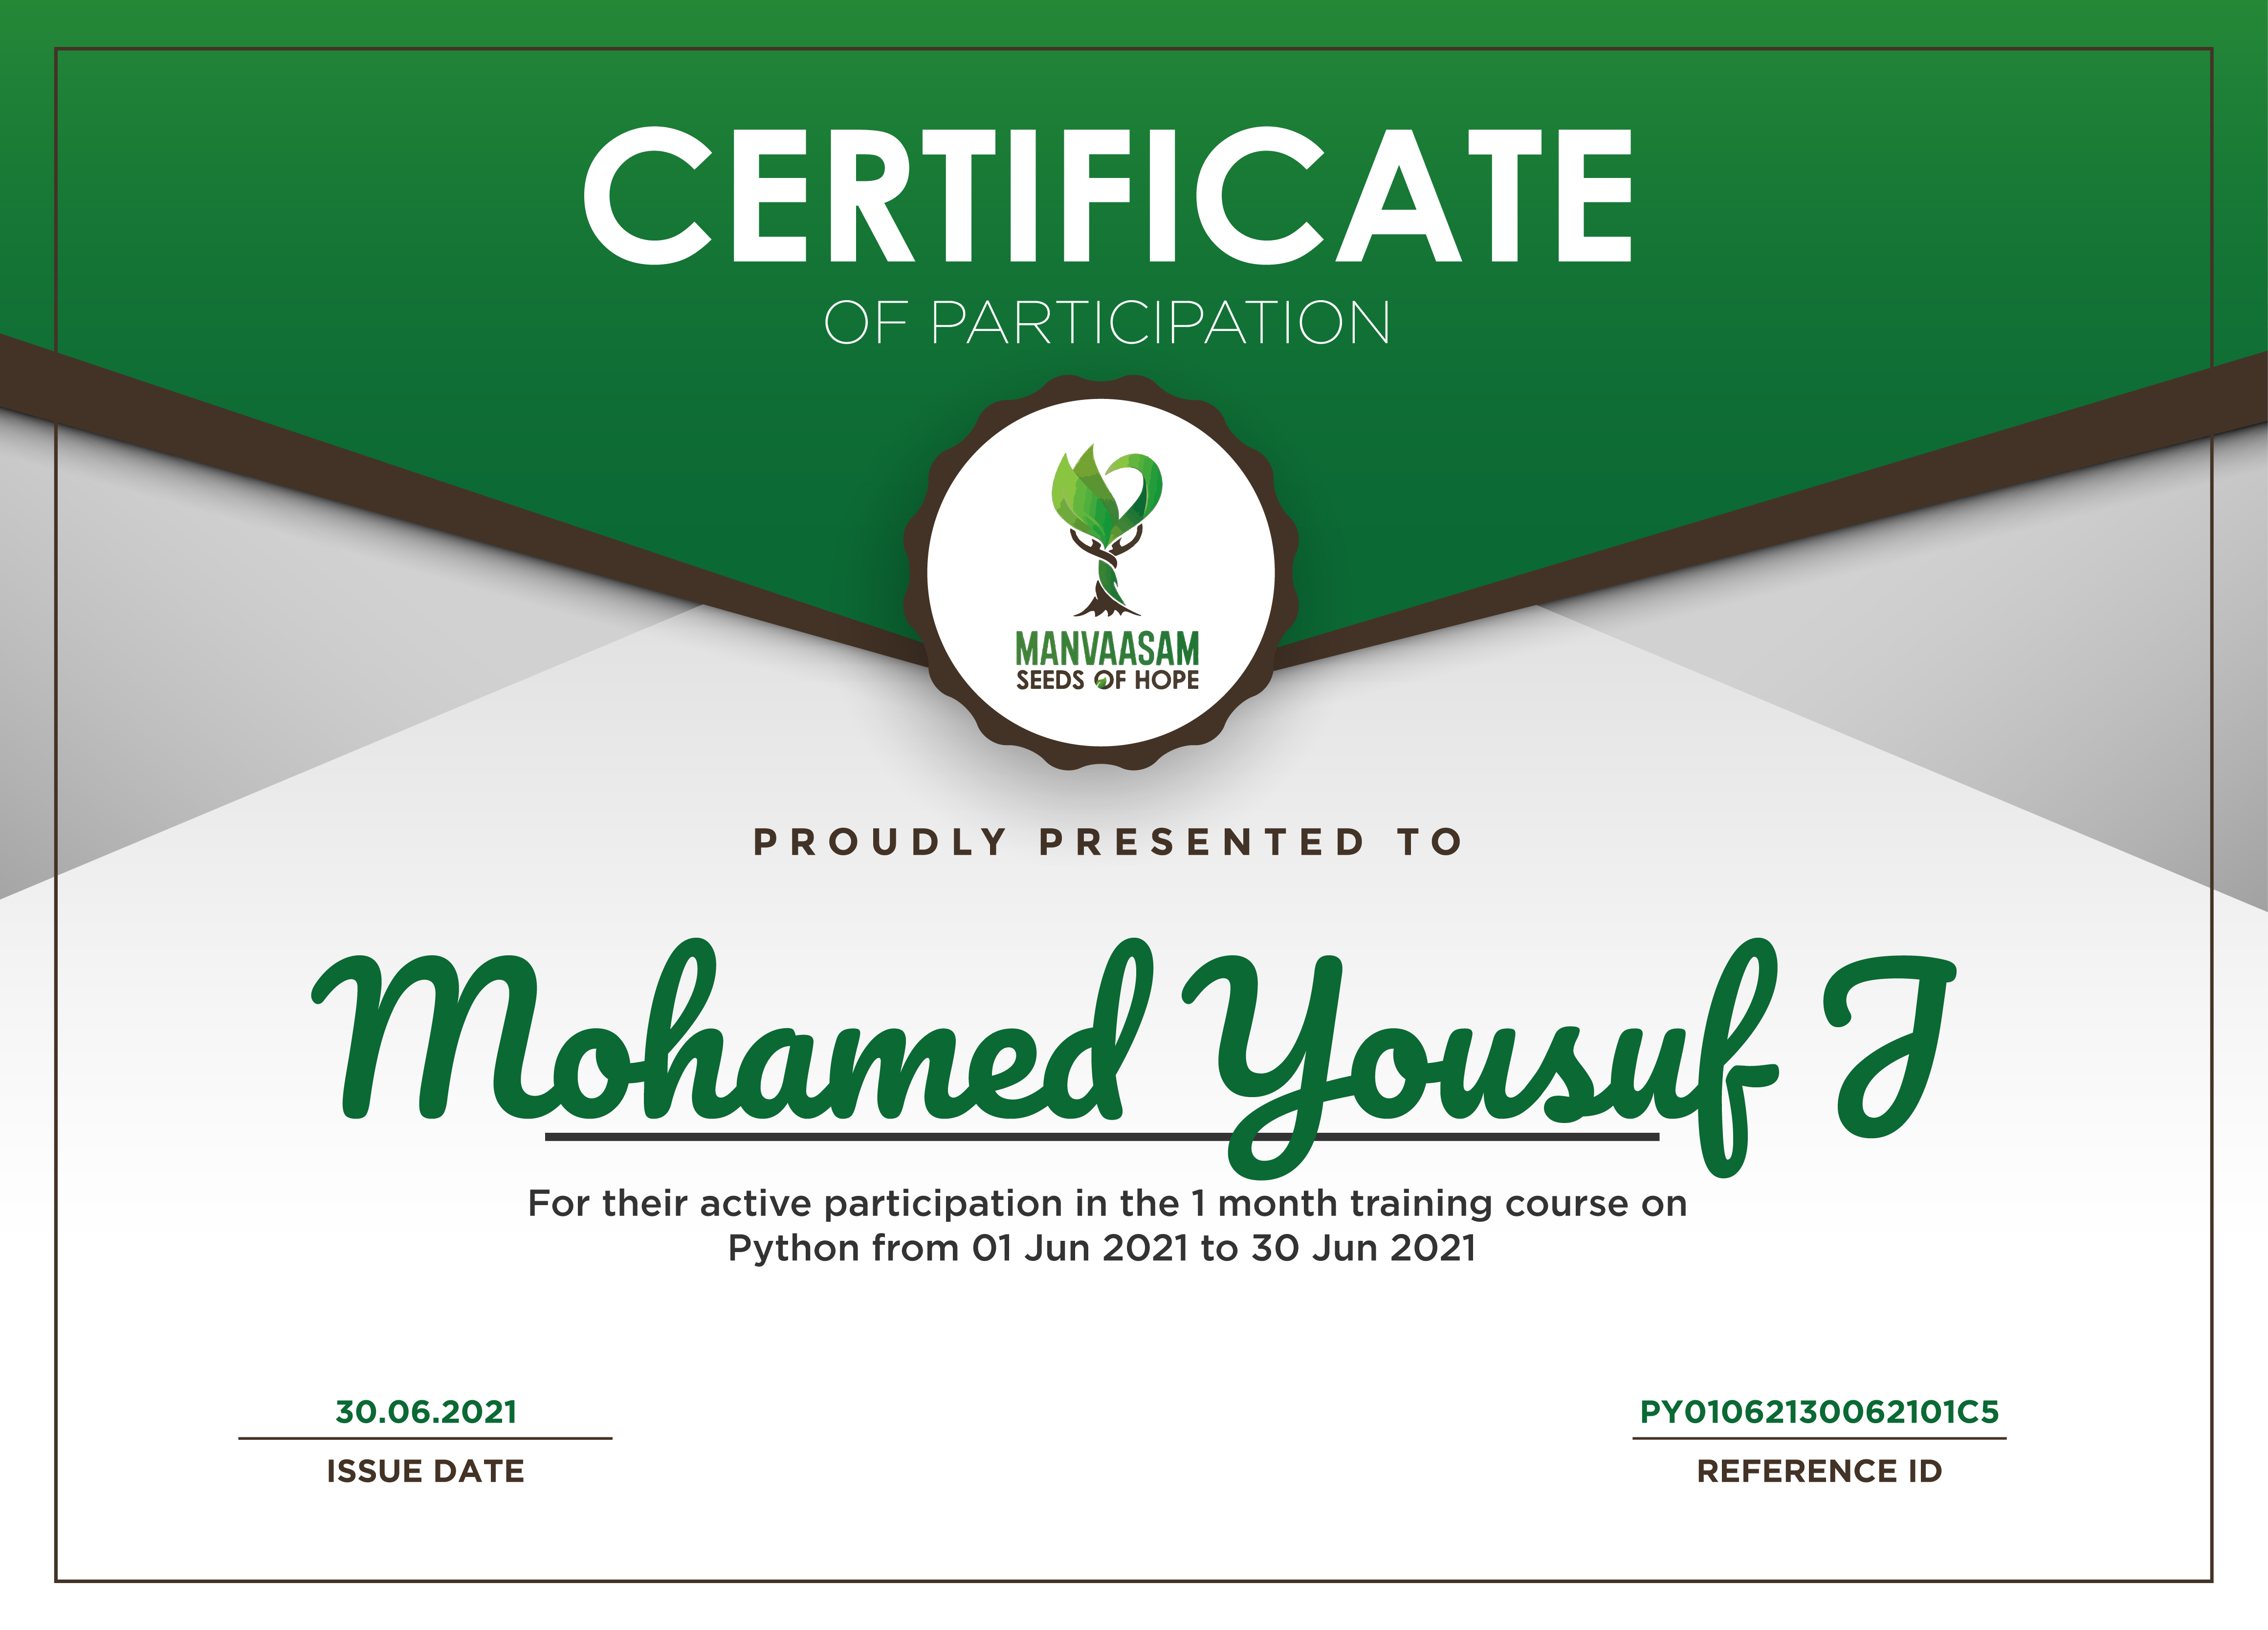 CERTIFICATE
OF PARTICIPATION
MANVAASAM
SEEDS OF HOPE
PROUDLY PRESENTED TO
Mohamed Yousuf J
For their active participation in the 1 month training course on
Python from 01 Jun 2021 to 30 Jun 2021
30.06.2021
ISSUE DATE
PY01062130062101C5
REFERENCE ID